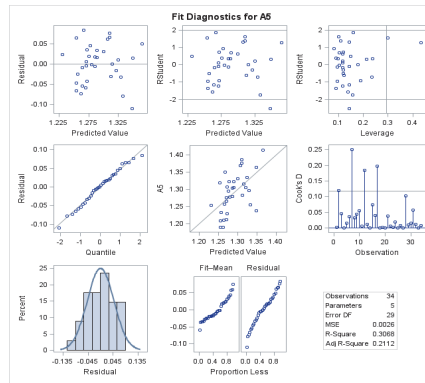 Fit Diagnostics for A5
Residual
0.05
0.00
-0.05
-0.10
1.225 1.275 1.325
Predicted Value
RStudent
2
1
0
-1
-2
1.225 1.275 1.325
Predicted Value
RStudent
2
1
0
-1
-2
0.1 0.2 0.3 0.4
Leverage
Residual
0.05
0.00
-0.05
-0.10
-2 -1 0 1 2
Quantile
A5
1.40
1.35
1.30
1.25
1.20
1.20 1.25 1.30 1.35 1.40
Predicted Value
Cook's D
0.25
0.20
0.15
0.10
0.05
0.00
0 10 20 30
Observation
Percent
25
20
15
10
5
0
-0.135 -0.045 0.045 0.135
Residual
Fit–Mean Residual
0.10
0.05
0.00
-0.05
-0.10
0.0 0.4 0.8 0.0 0.4 0.8
Proportion Less
Observations 34
Parameters 5
Error DF 29
MSE 0.0026
R-Square 0.3068
Adj R-Square 0.2112